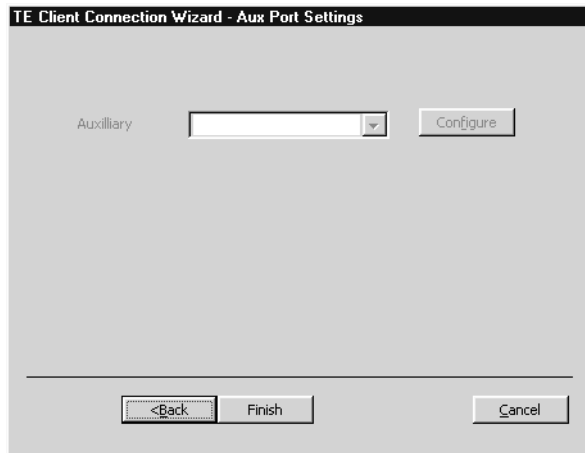 TE Client Connection Wizard - Aux Port Settings
Auxilliary
Configure
<Back
Finish
Cancel